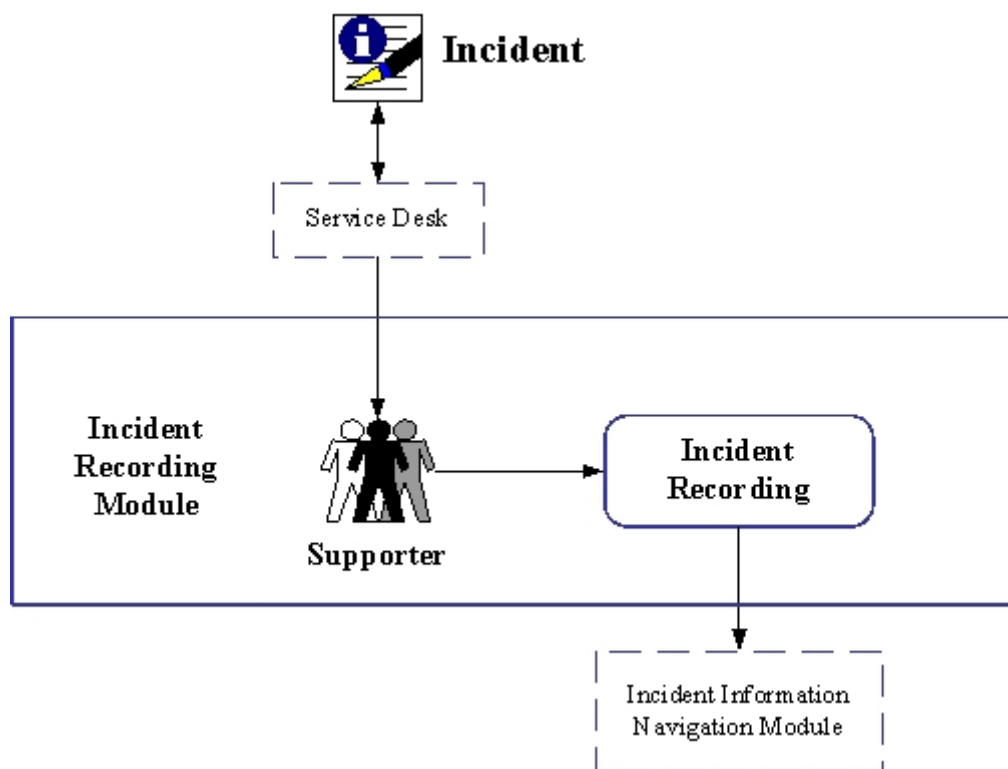 Incident
Service Desk
Incident
Recording
Module
Supporter
Incident
Recording
Incident Information
Navigation Module